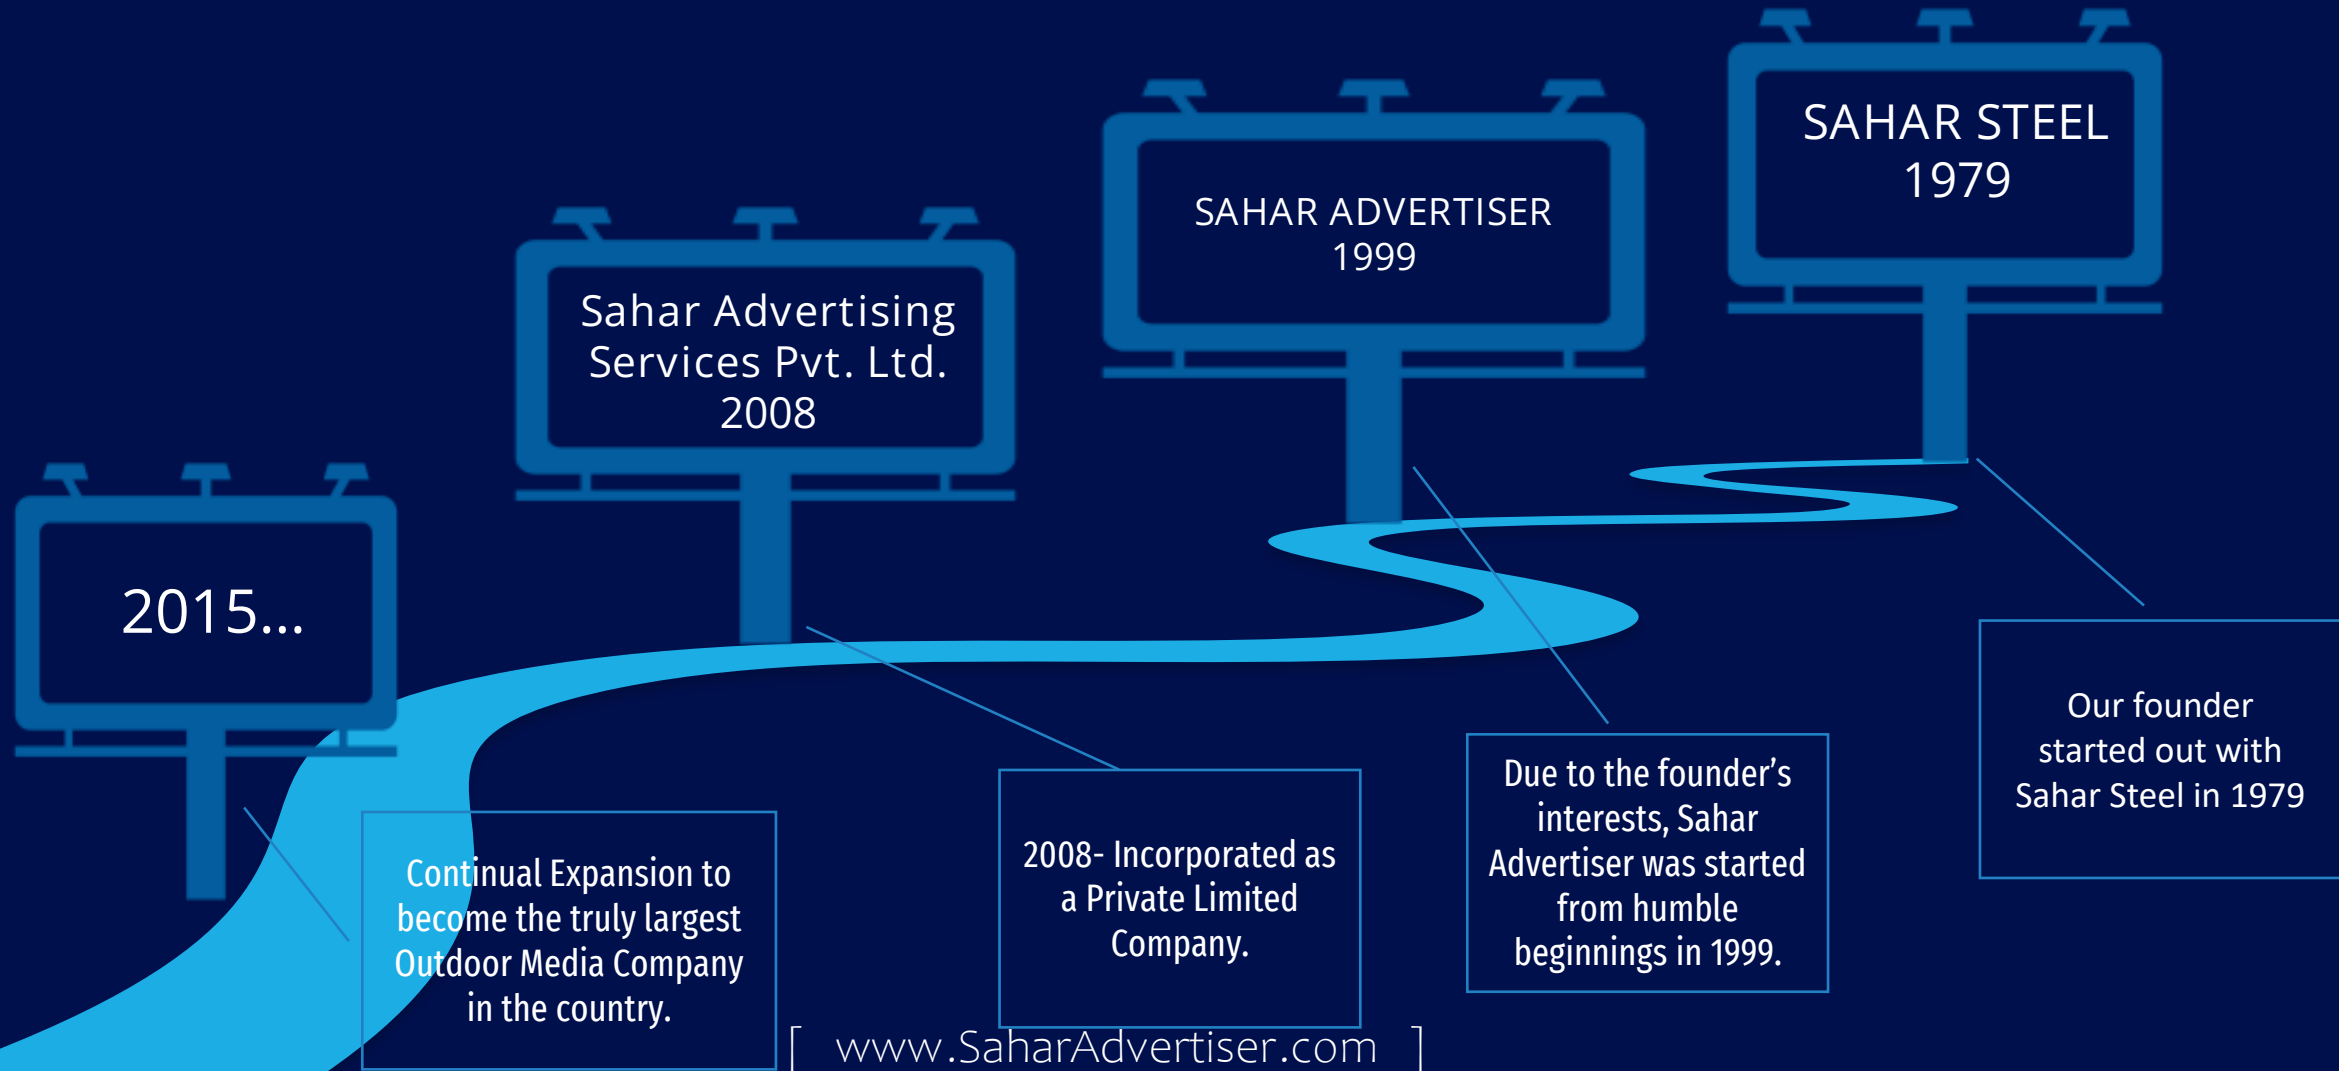 SAHAR STEEL
1979
SAHAR ADVERTISER
1999
Sahar Advertising
Services Pvt. Ltd.
2008
2015...
Our founder
started out with
Sahar Steel in 1979
Due to the founder’s
interests, Sahar
Advertiser was started
from humble
beginnings in 1999.
2008- Incorporated as
a Private Limited
Company.
Continual Expansion to
become the truly largest
Outdoor Media Company
in the country.
[ www.SaharAdvertiser.com ]